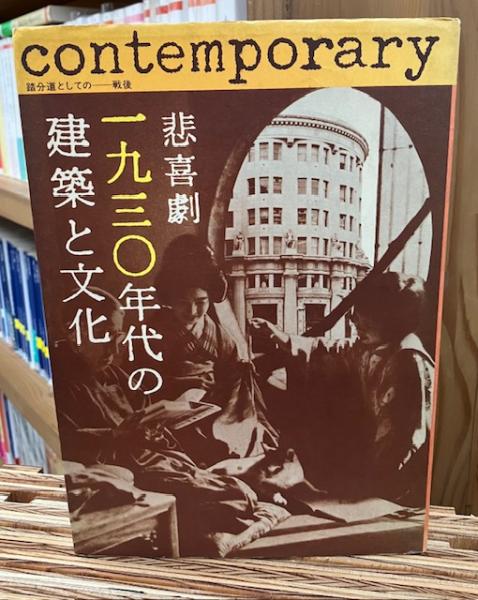 contemporary
踏分道としての――戦後
悲喜劇
一九三〇年代の
建築と文化